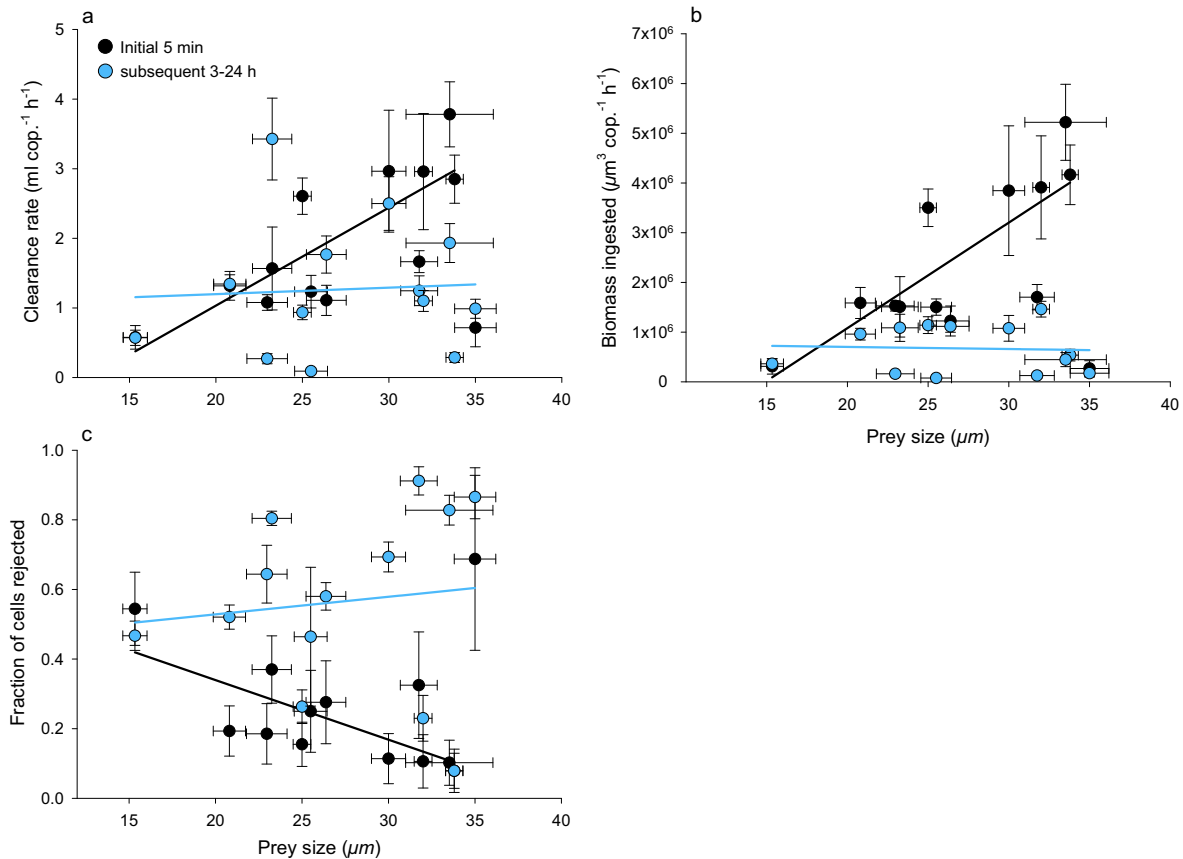 a
Initial 5 min
subsequent 3-24 h
Clearance rate (ml cop.⁻¹ h⁻¹)
5
4
3
2
1
0
15 20 25 30 35 40
b
Biomass ingested (µm³ cop.⁻¹ h⁻¹)
7x10⁶
6x10⁶
5x10⁶
4x10⁶
3x10⁶
2x10⁶
1x10⁶
0
15 20 25 30 35 40
Prey size (µm)
c
Fraction of cells rejected
1.0
0.8
0.6
0.4
0.2
0.0
15 20 25 30 35 40
Prey size (µm)